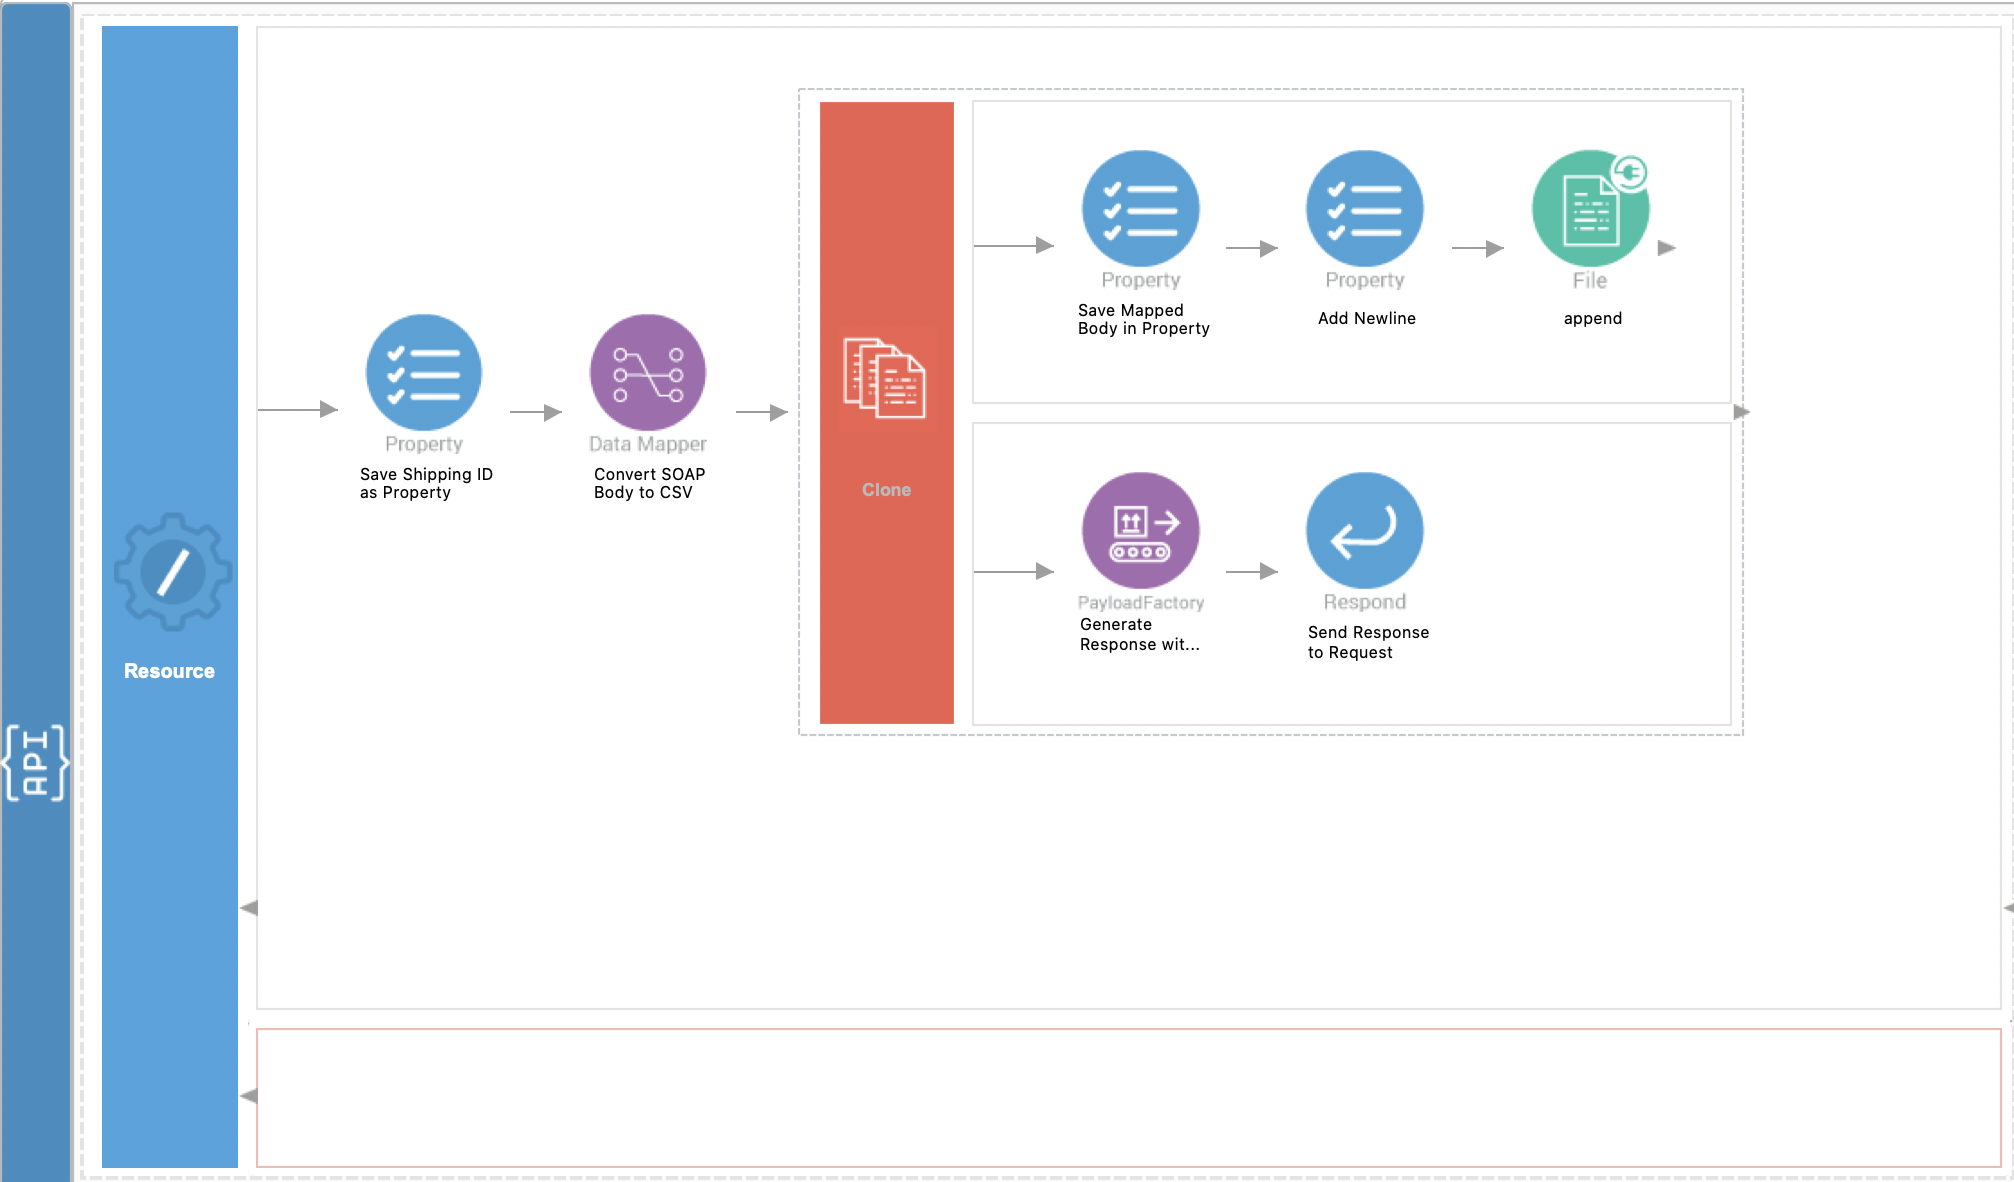 API
Resource
Property
Save Shipping ID
as Property
Data Mapper
Convert SOAP
Body to CSV
Clone
Property
Save Mapped
Body in Property
Property
Add Newline
File
append
PayloadFactory
Generate
Response wit...
Respond
Send Response
to Request